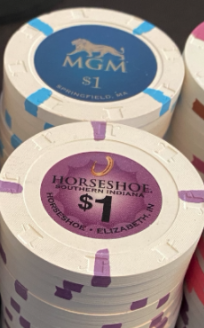 MGM
$1
SPRINGFIELD, MA
HORSESHOE.
SOUTHERN INDIANA
$1
HORSESHOE • ELIZABETH, IN